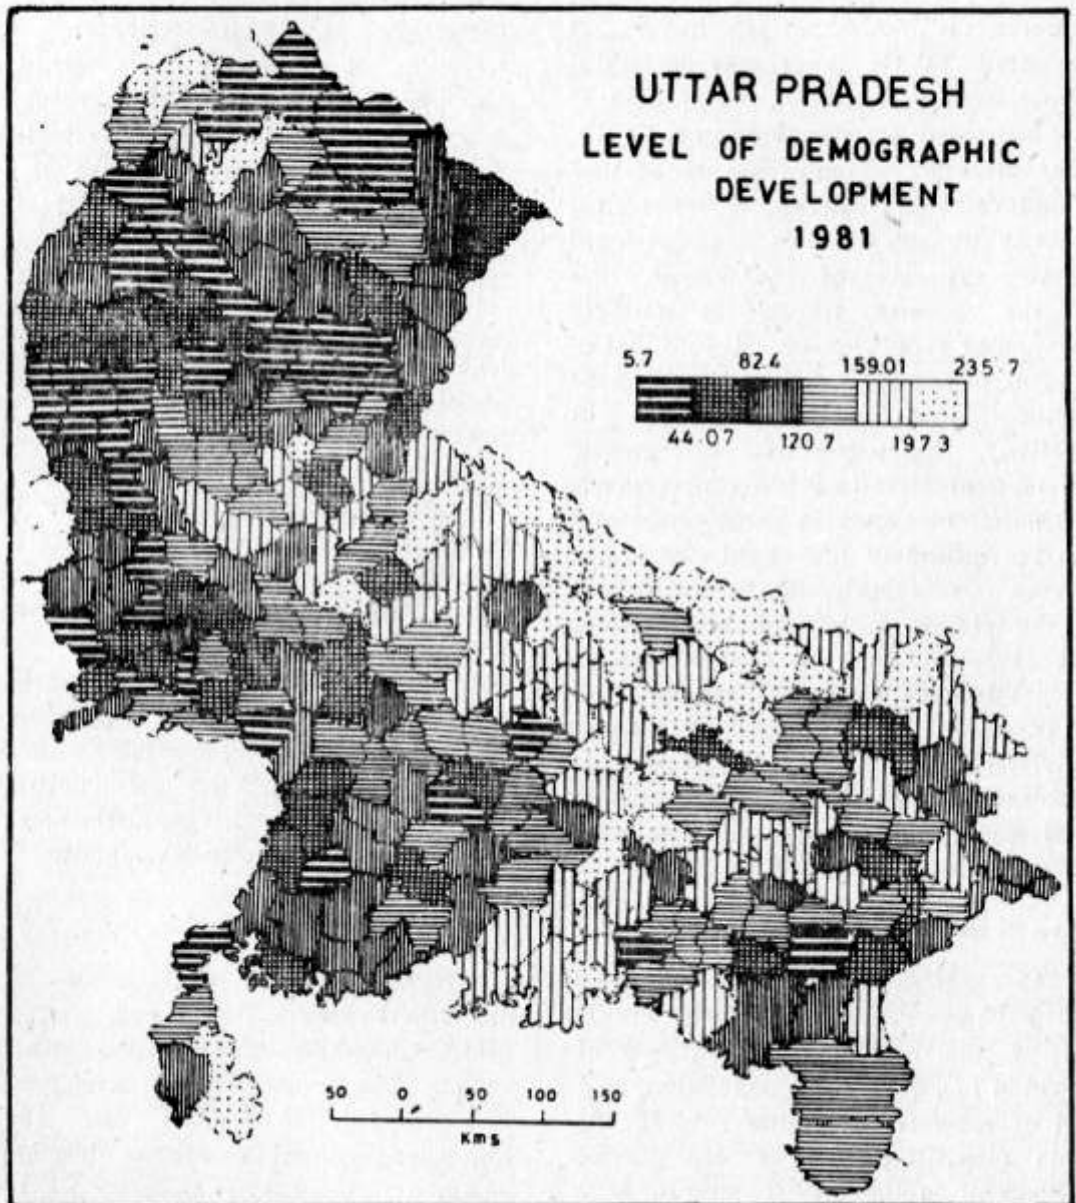 UTTAR PRADESH
LEVEL OF DEMOGRAPHIC
DEVELOPMENT
1981
5.7 82.4 159.01 235.7
44.07 120.7 197.3
50 0 50 100 150
Kms